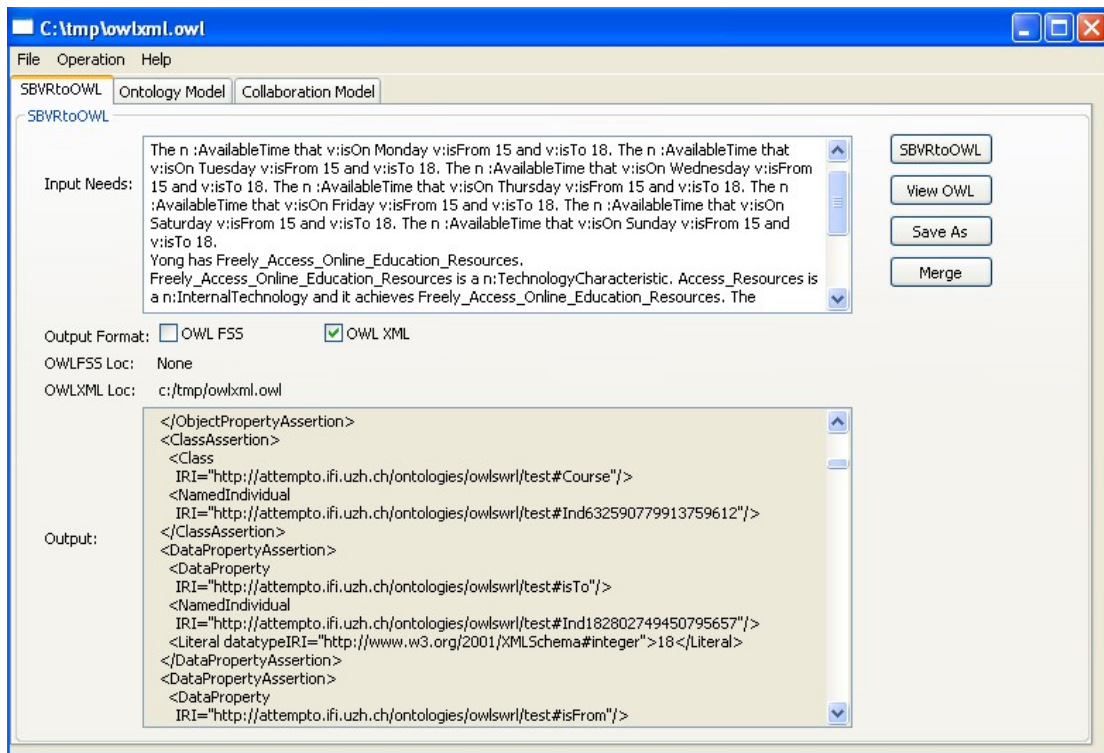 C:\tmp\owlxml.owl
File Operation Help
SBVRtoOWL Ontology Model Collaboration Model
SBVRtoOWL
Input Needs:
The n :AvailableTime that v:isOn Monday v:isFrom 15 and v:isTo 18. The n :AvailableTime that
v:isOn Tuesday v:isFrom 15 and v:isTo 18. The n :AvailableTime that v:isOn Wednesday v:isFrom
15 and v:isTo 18. The n :AvailableTime that v:isOn Thursday v:isFrom 15 and v:isTo 18. The n
:AvailableTime that v:isOn Friday v:isFrom 15 and v:isTo 18. The n :AvailableTime that v:isOn
Saturday v:isFrom 15 and v:isTo 18. The n :AvailableTime that v:isOn Sunday v:isFrom 15 and
v:isTo 18.
Yong has Freely_Access_Online_Education_Resources.
Freely_Access_Online_Education_Resources is a n:TechnologyCharacteristic. Access_Resources is
a n:InternalTechnology and it achieves Freely_Access_Online_Education_Resources. The
SBVRtoOWL
View OWL
Save As
Merge
Output Format: OWL FSS OWL XML
OWLFSS Loc: None
OWLXML Loc: c:/tmp/owlxml.owl
Output:
</ObjectPropertyAssertion>
<ClassAssertion>
<Class
IRI="http://attempto.ifi.uzh.ch/ontologies/owlswrl/test#Course"/>
<NamedIndividual
IRI="http://attempto.ifi.uzh.ch/ontologies/owlswrl/test#Ind632590779913759612"/>
</ClassAssertion>
<DataPropertyAssertion>
<DataProperty
IRI="http://attempto.ifi.uzh.ch/ontologies/owlswrl/test#isTo"/>
<NamedIndividual
IRI="http://attempto.ifi.uzh.ch/ontologies/owlswrl/test#Ind182802749450795657"/>
<Literal datatypeIRI="http://www.w3.org/2001/XMLSchema#integer">18</Literal>
</DataPropertyAssertion>
<DataPropertyAssertion>
<DataProperty
IRI="http://attempto.ifi.uzh.ch/ontologies/owlswrl/test#isFrom"/>